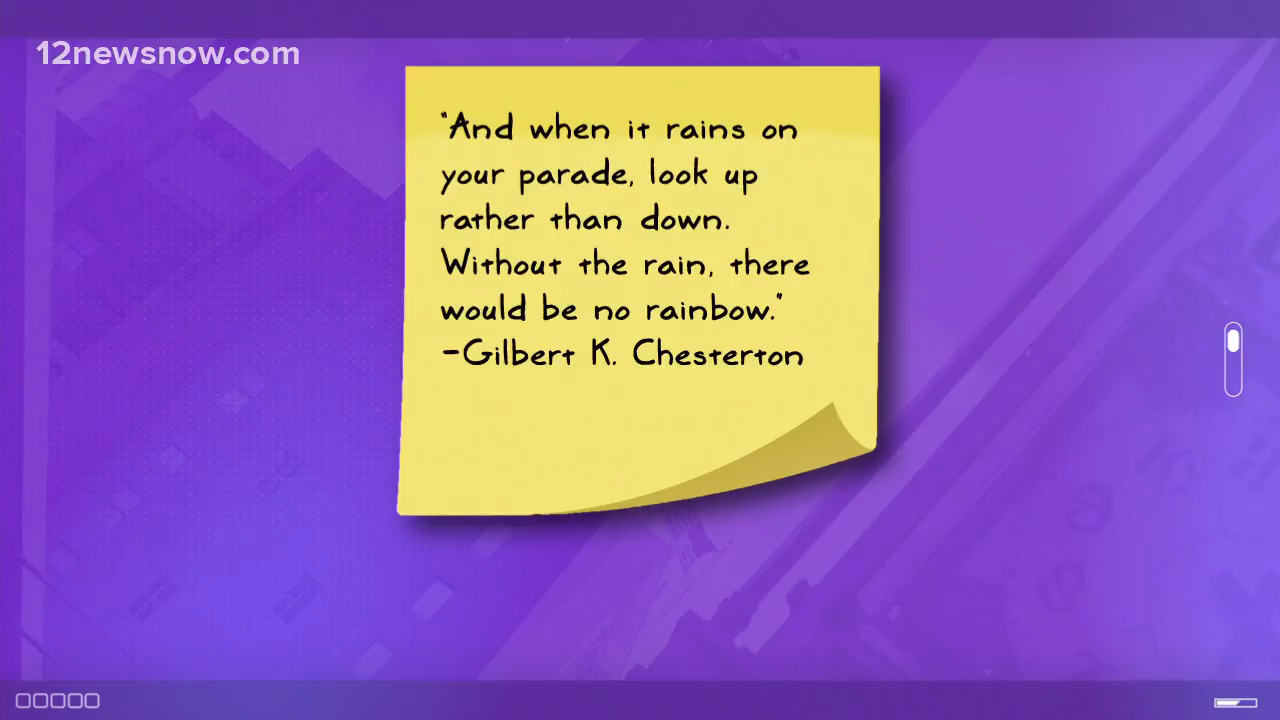 12newsnow.com
"And when it rains on
your parade, look up
rather than down.
Without the rain, there
would be no rainbow."
-Gilbert K. Chesterton